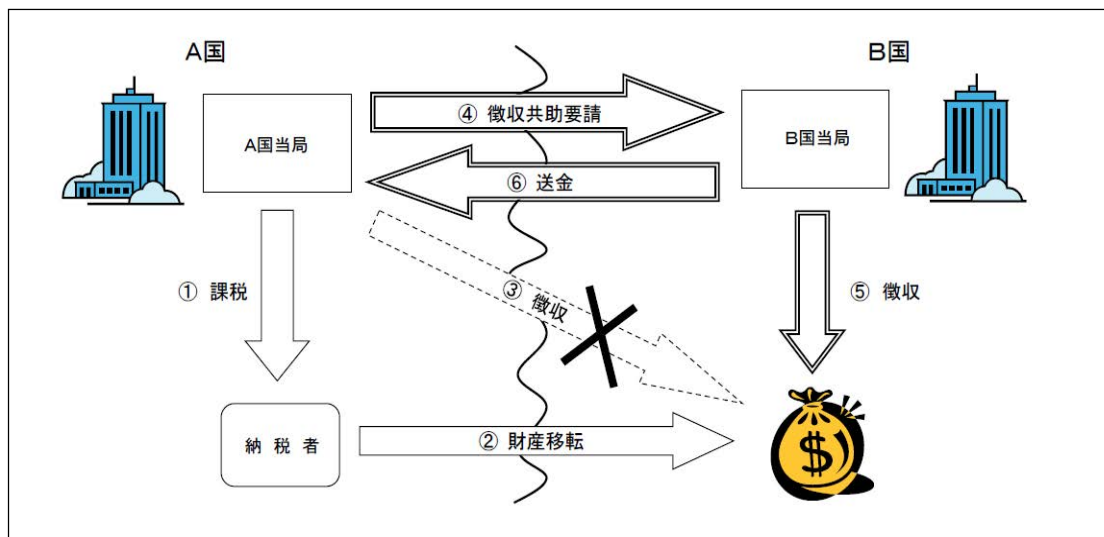 A国
B国
A国当局
④ 徴収共助要請
B国当局
⑥ 送金
① 課税
③ 徴収
⑤ 徴収
納 税 者
② 財産移転
$